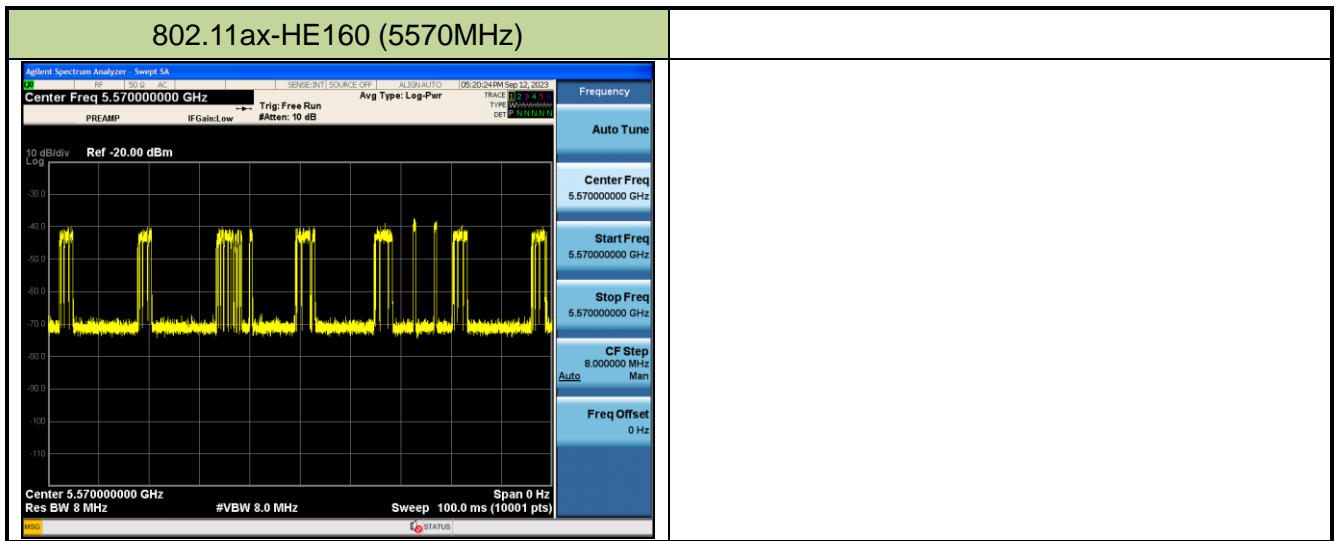 802.11ax-HE160 (5570MHz)
Agilent Spectrum Analyzer - Swept SA
RF 50 Ω AC SENSE:INT SOURCE OFF ALIGN AUTO 05:20:24 PM Sep 12, 2023
Center Freq 5.570000000 GHz
Avg Type: Log-Pwr
TRACE 1 2 3 4 5 6
TYPE
DET P N N N N N
PREAMP
IFGain:Low
Trig: Free Run
#Atten: 10 dB
10 dB/div
Log
Ref -20.00 dBm
-30.0
-40.0
-50.0
-60.0
-70.0
-80.0
-90.0
-100
-110
Center 5.570000000 GHz
Span 0 Hz
Res BW 8 MHz
#VBW 8.0 MHz
Sweep 100.0 ms (10001 pts)
MSG
STATUS
Frequency
Auto Tune
Center Freq
5.570000000 GHz
Start Freq
5.570000000 GHz
Stop Freq
5.570000000 GHz
CF Step
8.000000 MHz
Auto Man
Freq Offset
0 Hz